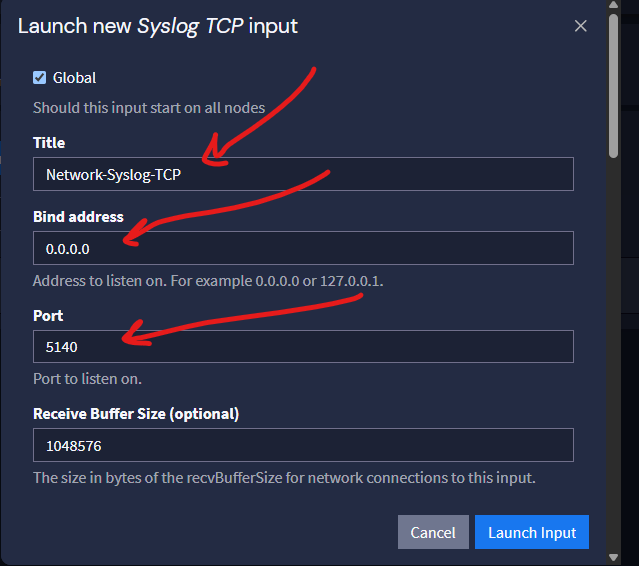 Launch new Syslog TCP input
Global
Should this input start on all nodes
Title
Network-Syslog-TCP
Bind address
0.0.0.0
Address to listen on. For example 0.0.0.0 or 127.0.0.1.
Port
5140
Port to listen on.
Receive Buffer Size (optional)
1048576
The size in bytes of the recvBufferSize for network connections to this input.
Cancel Launch Input